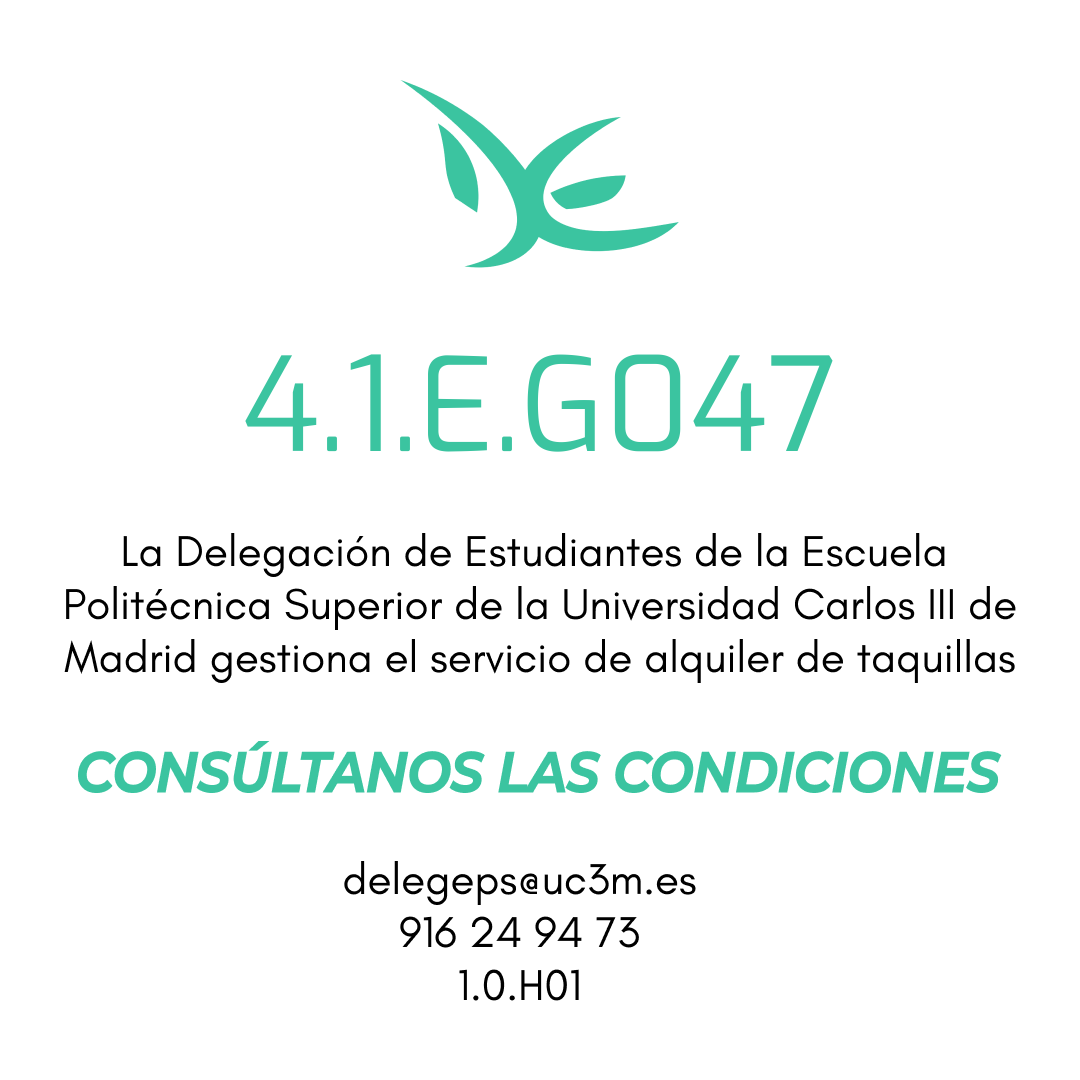 4.1.E.G047
La Delegación de Estudiantes de la Escuela
Politécnica Superior de la Universidad Carlos III de
Madrid gestiona el servicio de alquiler de taquillas
CONSÚLTANOS LAS CONDICIONES
delegeps@uc3m.es
916 24 94 73
1.0.H01